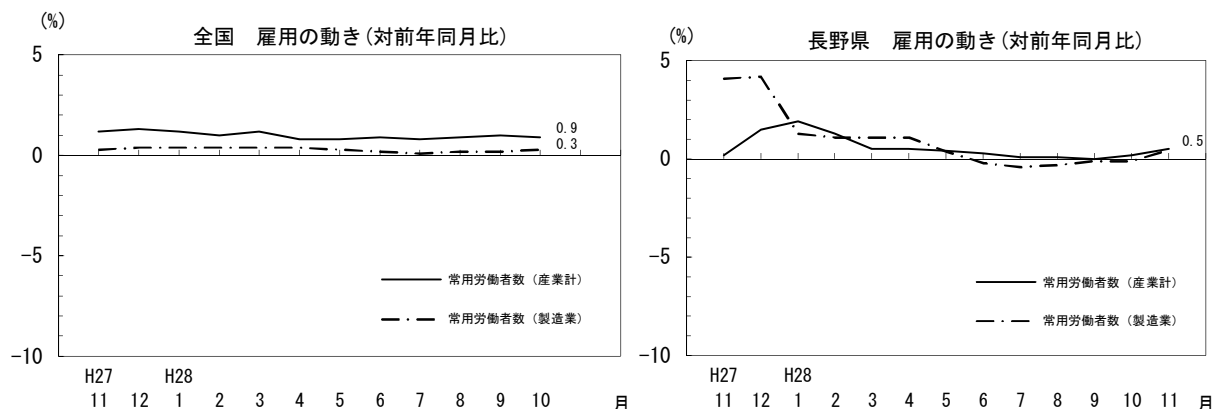 (%)
全国　雇用の動き(対前年同月比)
5
0
-5
-10
0.9
0.3
常用労働者数（産業計）
常用労働者数（製造業）
H27 H28
11 12 1 2 3 4 5 6 7 8 9 10 月
(%)
長野県　雇用の動き(対前年同月比)
5
0
-5
-10
0.5
常用労働者数（産業計）
常用労働者数（製造業）
H27 H28
11 12 1 2 3 4 5 6 7 8 9 10 11 月